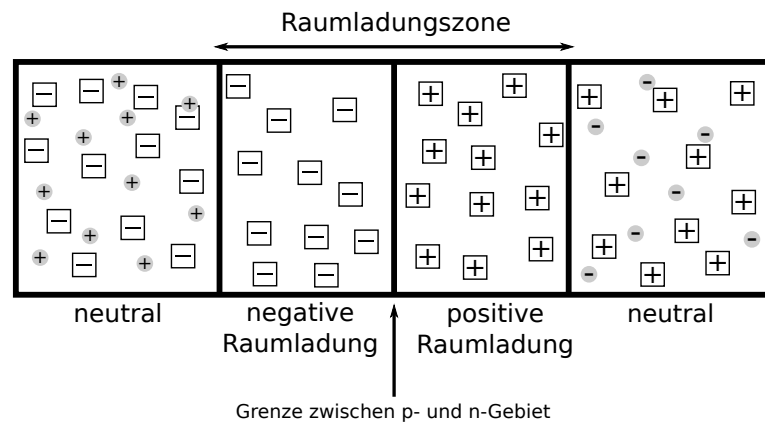 Raumladungszone
neutral
negative
Raumladung
positive
Raumladung
neutral
Grenze zwischen p- und n-Gebiet